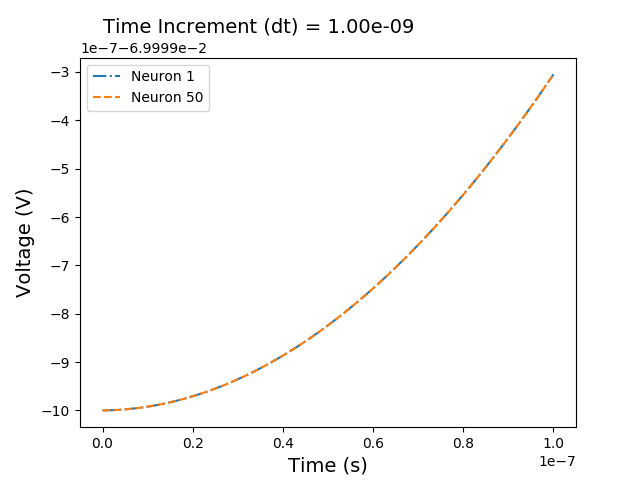 Time Increment (dt) = 1.00e-09
1e−7−6.9999e−2
Neuron 1
Neuron 50
−3
−4
−5
−6
−7
−8
−9
−10
Voltage (V)
0.0 0.2 0.4 0.6 0.8 1.0
1e−7
Time (s)